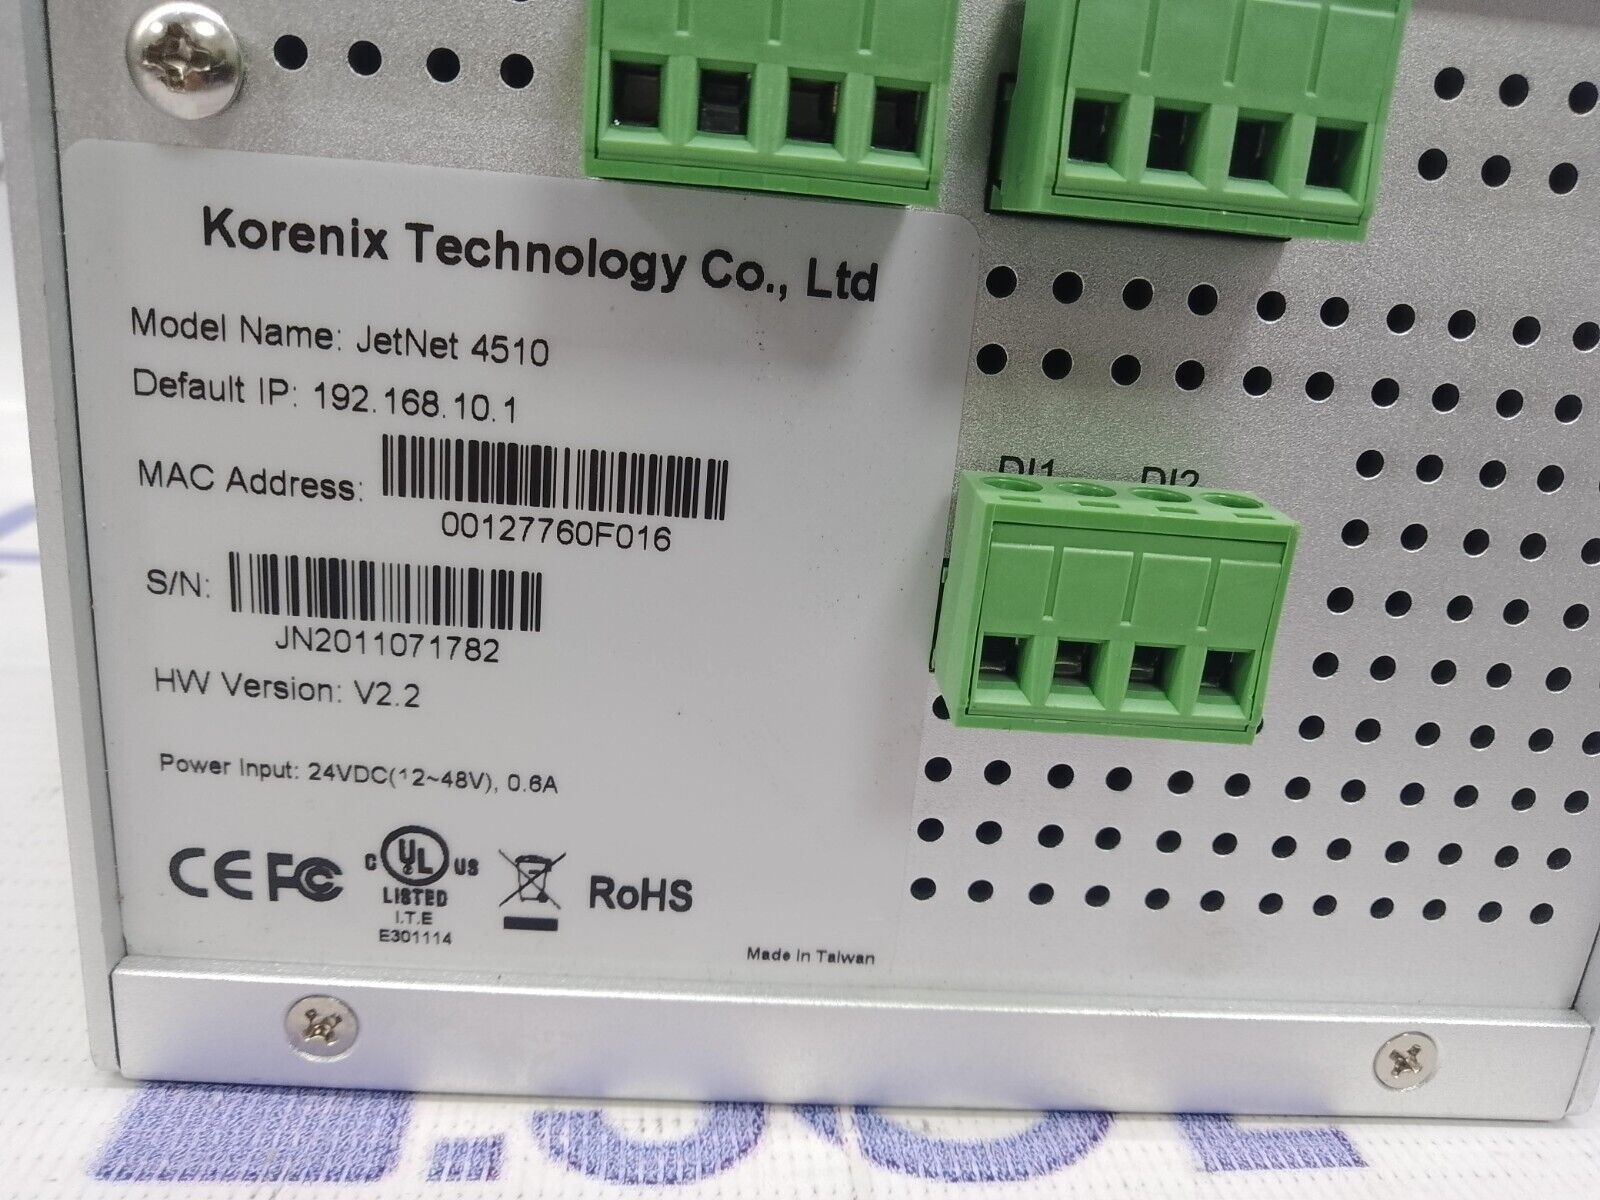 Korenix Technology Co., Ltd
Model Name: JetNet 4510
Default IP: 192.168.10.1
MAC Address:
00127760F016
S/N:
JN2011071782
HW Version: V2.2
Power Input: 24VDC(12~48V), 0.6A
CE FC
C UL US
LISTED
I.T.E
E301114
RoHS
Made In Taiwan
DI1 DI2